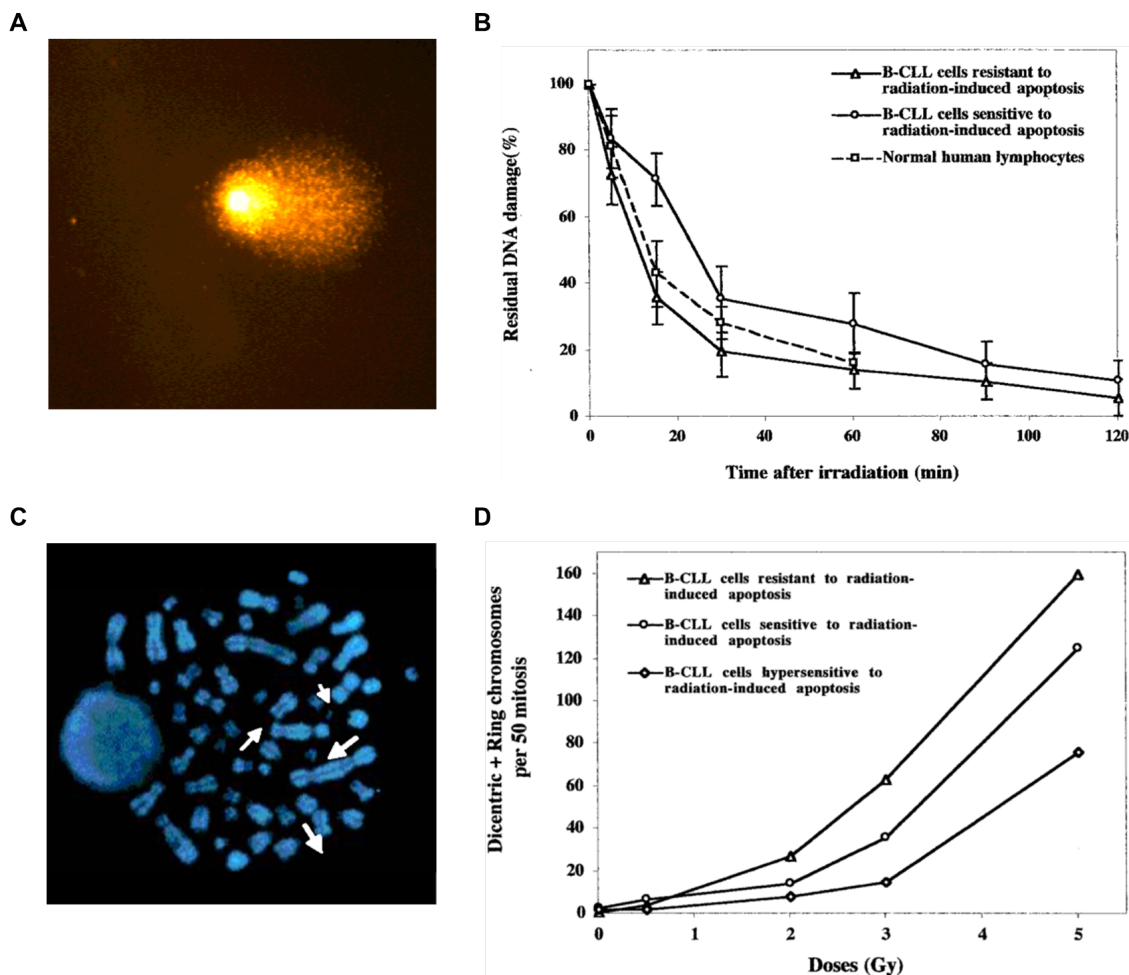 A
B
100
80
60
40
20
0
Residual DNA damage(%)
B-CLL cells resistant to
radiation-induced apoptosis
B-CLL cells sensitive to
radiation-induced apoptosis
Normal human lymphocytes
0
20
40
60
80
100
120
Time after irradiation (min)
C
D
160
140
120
100
80
60
40
20
0
Dicentric + Ring chromosomes
per 50 mitosis
B-CLL cells resistant to radiation-
induced apoptosis
B-CLL cells sensitive to radiation-
induced apoptosis
B-CLL cells hypersensitive to
radiation-induced apoptosis
0
1
2
3
4
5
Doses (Gy)